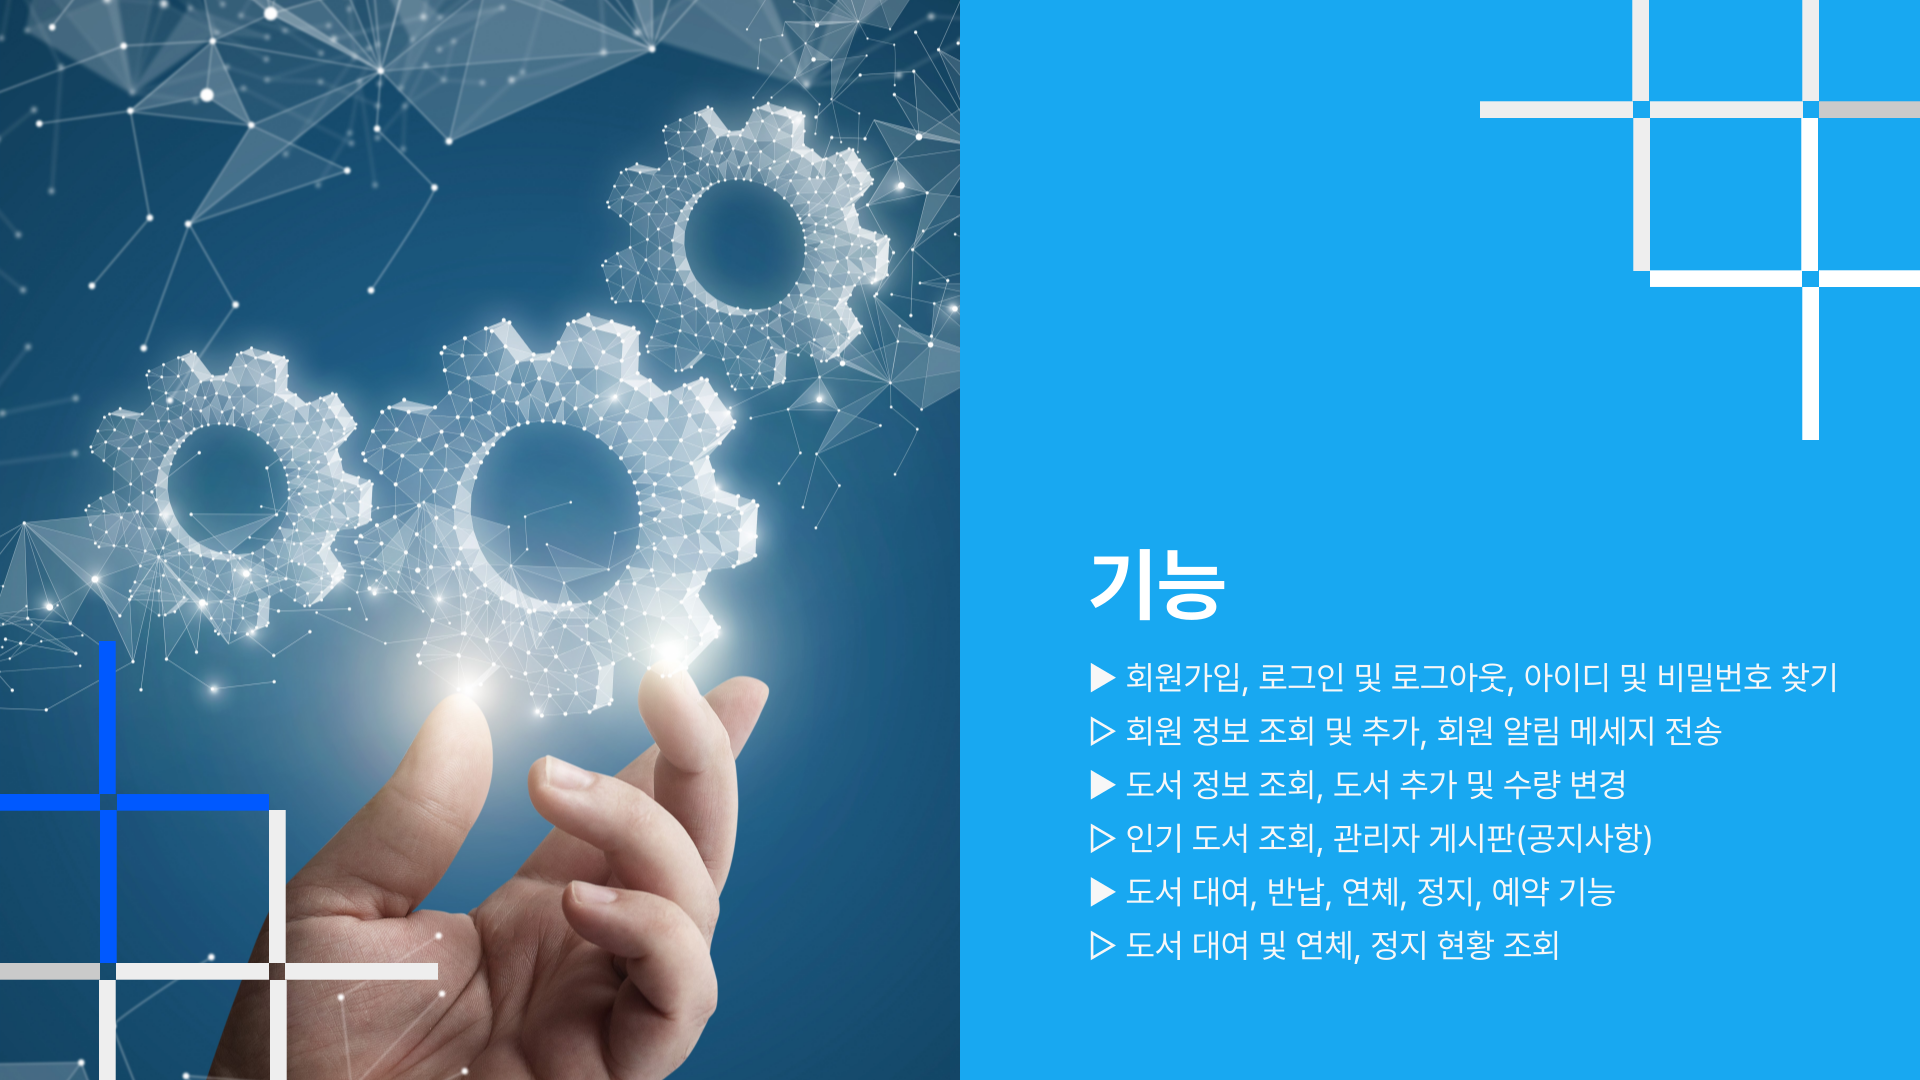 기능
▶ 회원가입, 로그인 및 로그아웃, 아이디 및 비밀번호 찾기
▷ 회원 정보 조회 및 추가, 회원 알림 메세지 전송
▶ 도서 정보 조회, 도서 추가 및 수량 변경
▷ 인기 도서 조회, 관리자 게시판(공지사항)
▶ 도서 대여, 반납, 연체, 정지, 예약 기능
▷ 도서 대여 및 연체, 정지 현황 조회